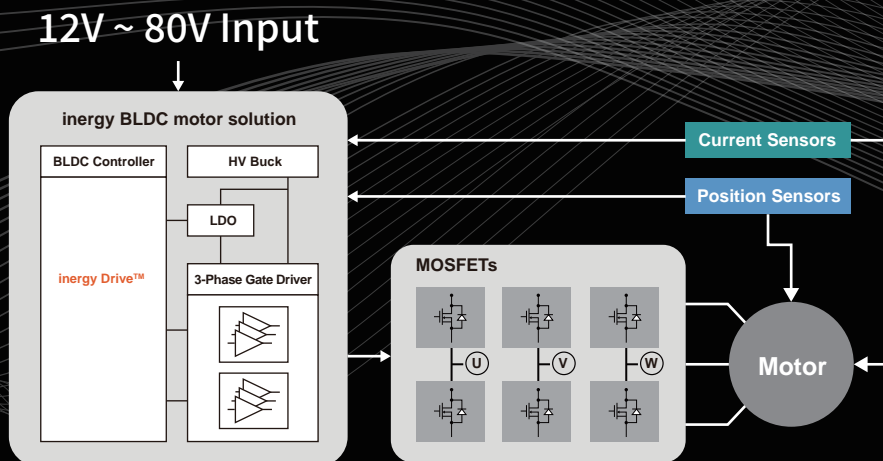 12V ~ 80V Input
inergy BLDC motor solution
BLDC Controller
HV Buck
LDO
inergy Drive™
3-Phase Gate Driver
MOSFETs
U
V
W
Current Sensors
Position Sensors
Motor